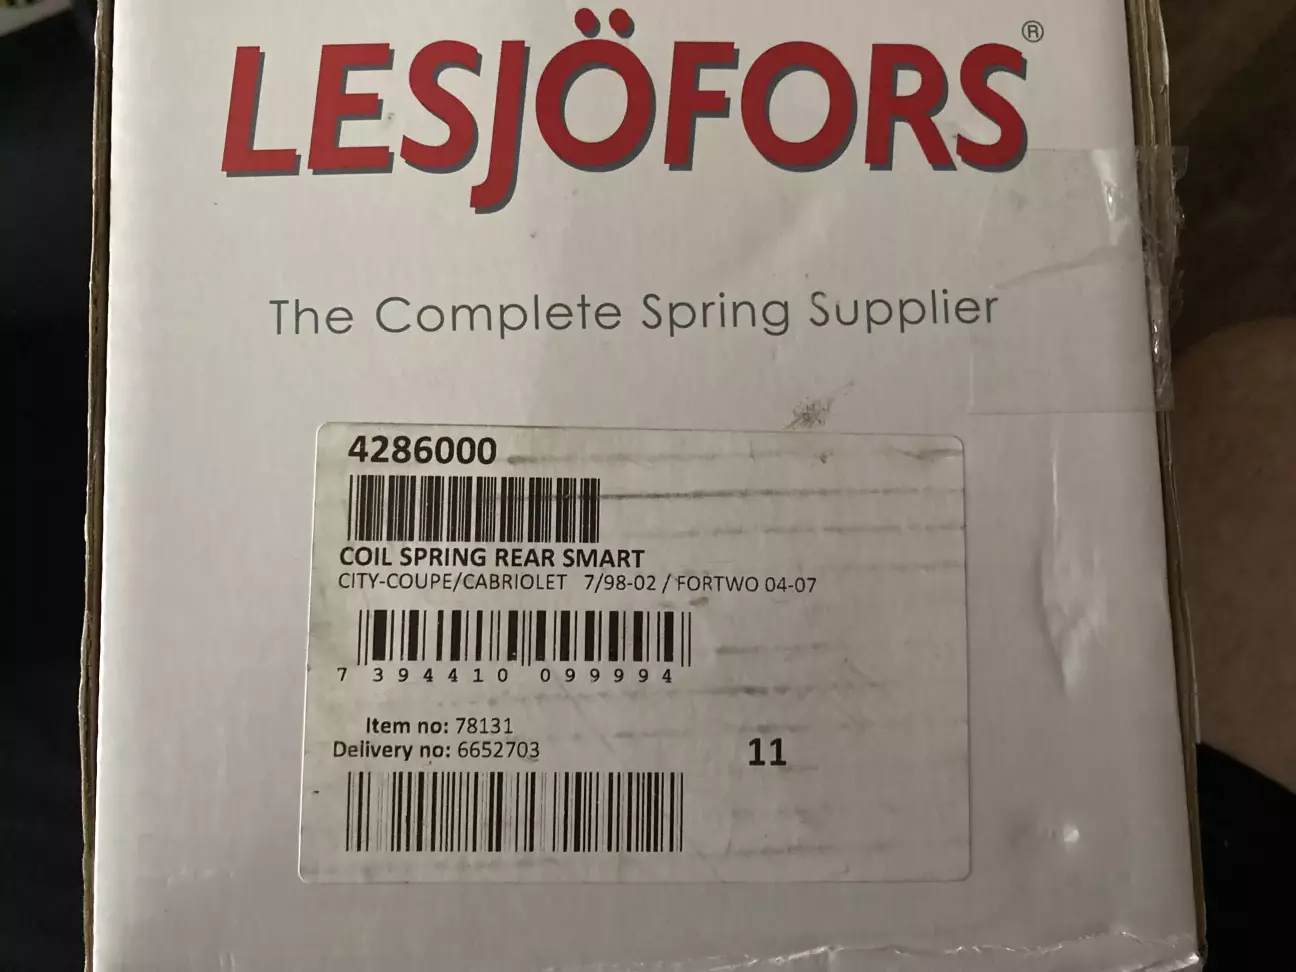 LESJÖFORS®
The Complete Spring Supplier
4286000
COIL SPRING REAR SMART
CITY-COUPE/CABRIOLET 7/98-02 / FORTWO 04-07
7 394410 099994
Item no: 78131
Delivery no: 6652703
11